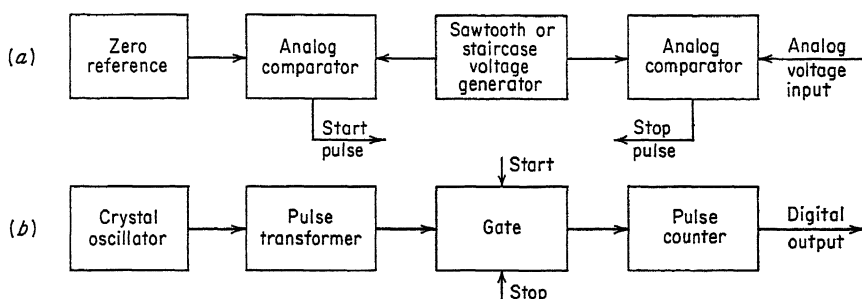 (a)
Zero
reference
Analog
comparator
Sawtooth or
staircase
voltage
generator
Analog
comparator
Analog
voltage
input
Start
pulse
Stop
pulse
Start
(b)
Crystal
oscillator
Pulse
transformer
Gate
Pulse
counter
Digital
output
Stop